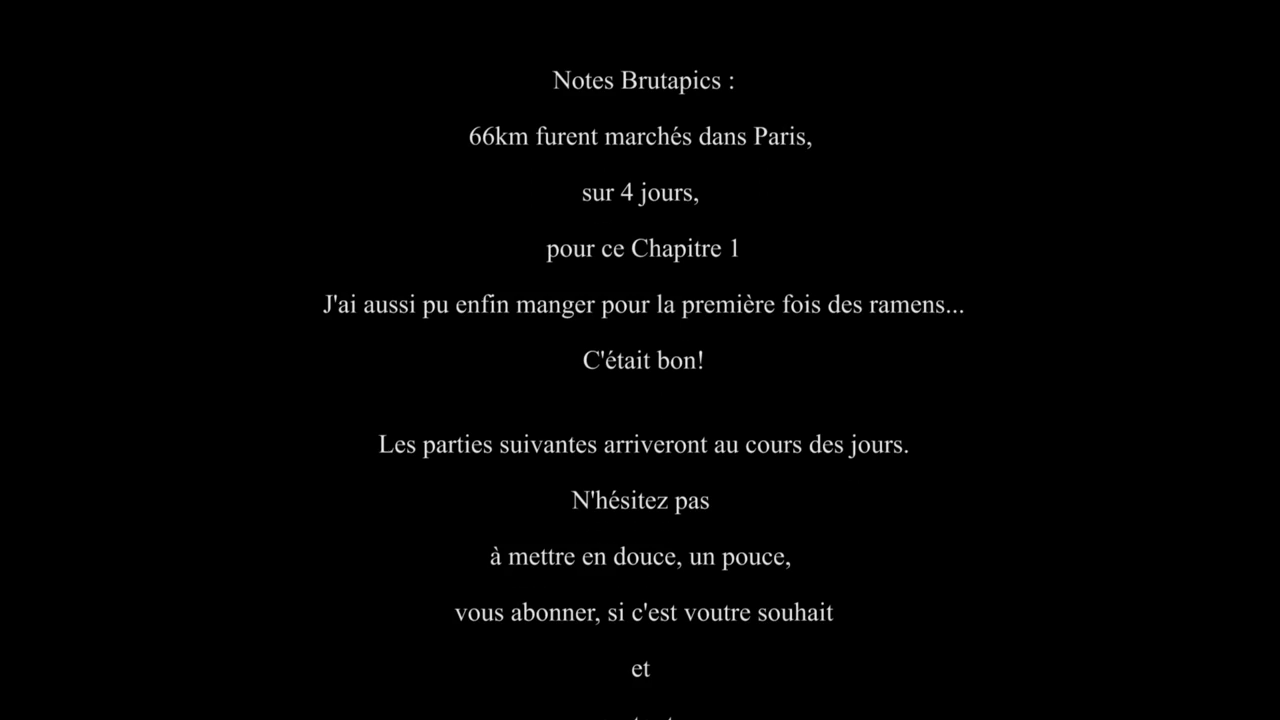 Notes Brutapics :
66km furent marchés dans Paris,
sur 4 jours,
pour ce Chapitre 1
J'ai aussi pu enfin manger pour la première fois des ramens...
C'était bon!
Les parties suivantes arriveront au cours des jours.
N'hésitez pas
à mettre en douce, un pouce,
vous abonner, si c'est voutre souhait
et